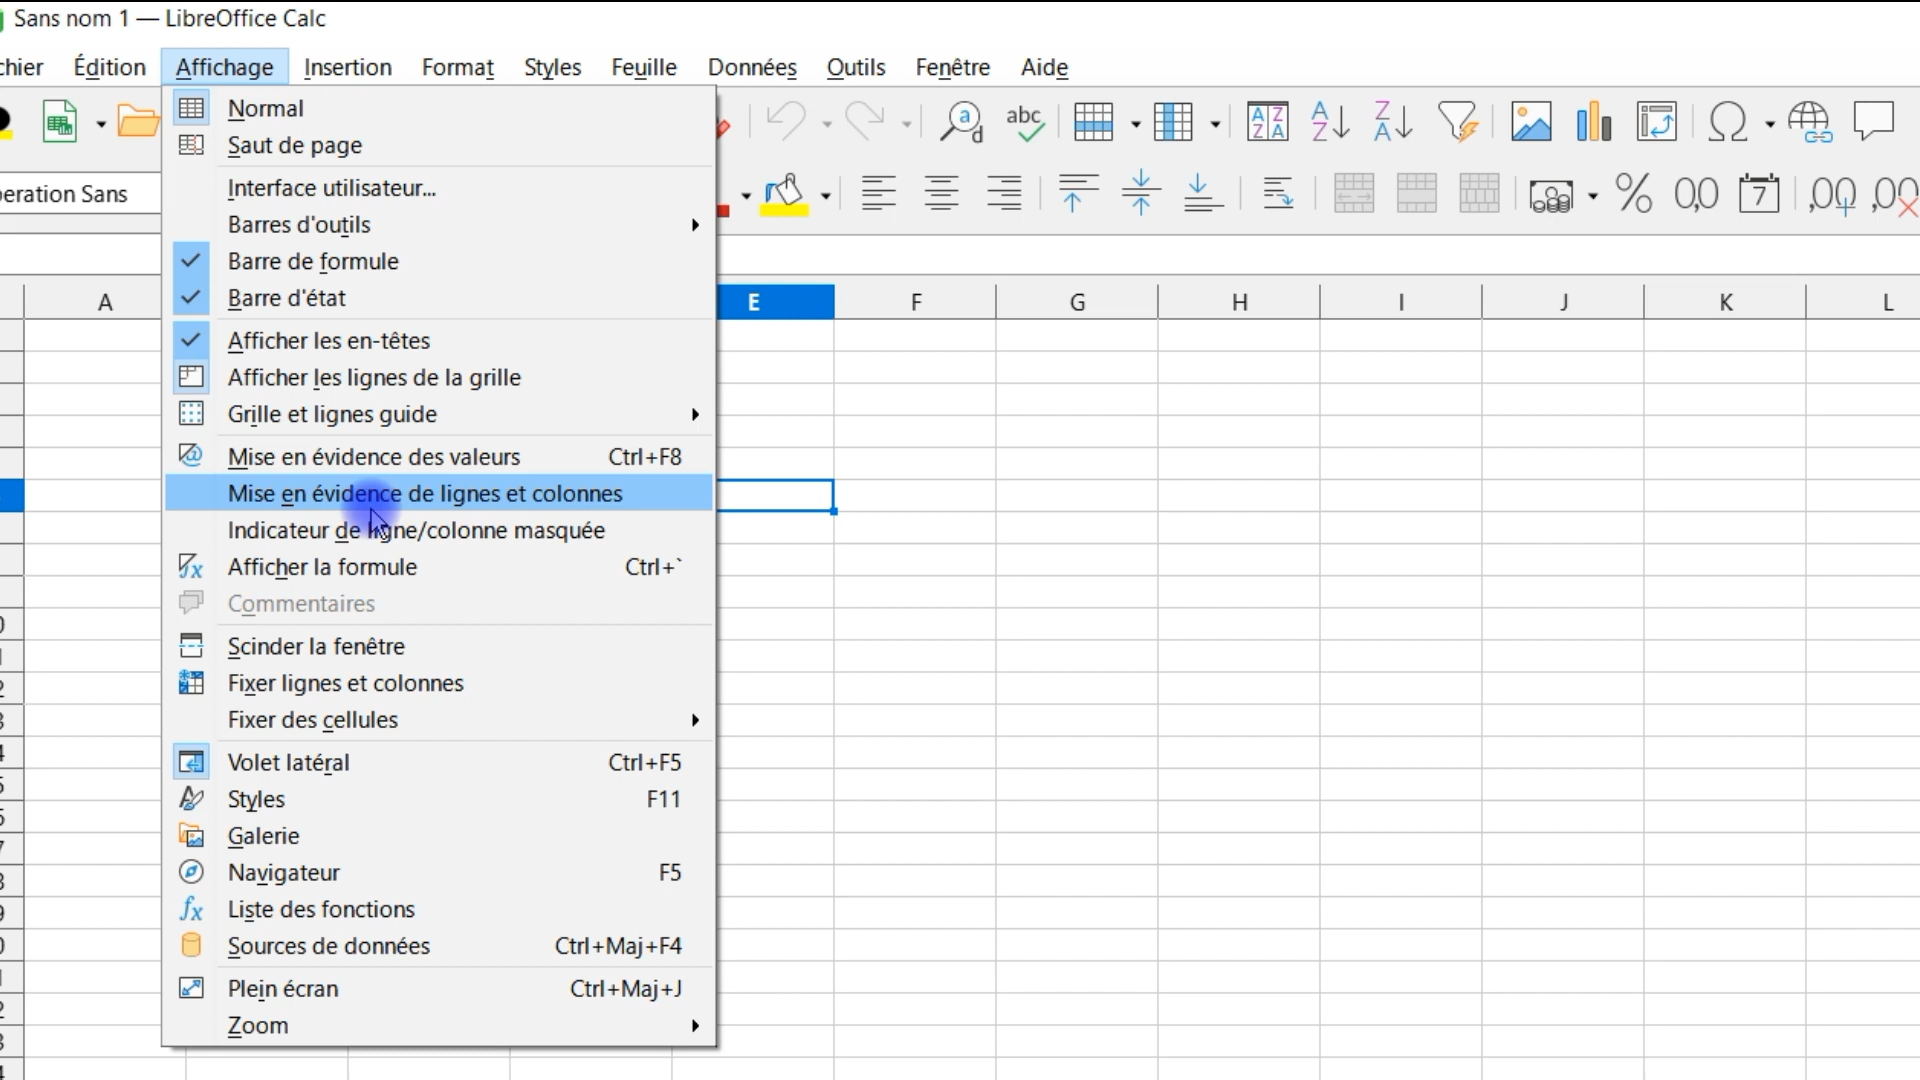 Sans nom 1 — LibreOffice Calc
chier Édition Affichage Insertion Format Styles Feuille Données Outils Fenêtre Aide
Normal
Saut de page
Interface utilisateur...
Barres d'outils
Barre de formule
Barre d'état
Afficher les en-têtes
Afficher les lignes de la grille
Grille et lignes guide
Mise en évidence des valeurs Ctrl+F8
Mise en évidence de lignes et colonnes
Indicateur de ligne/colonne masquée
Afficher la formule Ctrl+`
Commentaires
Scinder la fenêtre
Fixer lignes et colonnes
Fixer des cellules
Volet latéral Ctrl+F5
Styles F11
Galerie
Navigateur F5
Liste des fonctions
Sources de données Ctrl+Maj+F4
Plein écran Ctrl+Maj+J
Zoom
abc
eration Sans
A E F G H I J K L